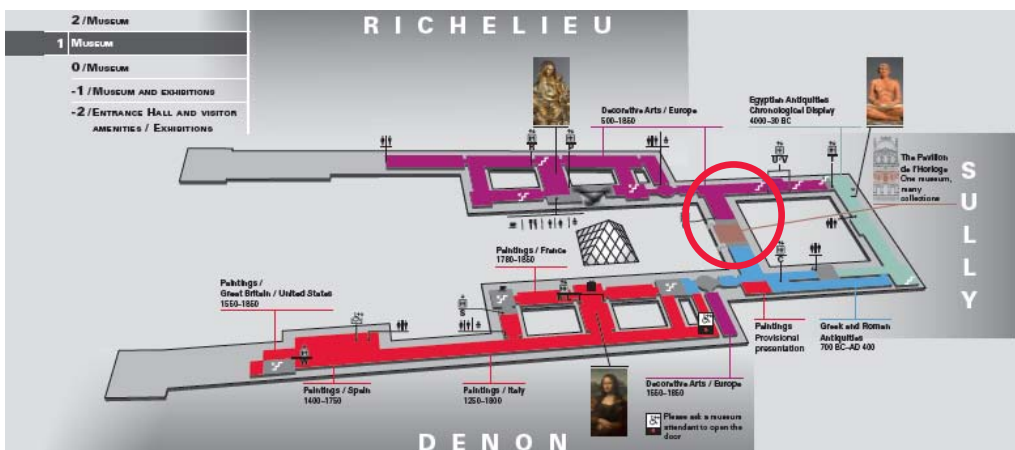 RICHELIEU
2 / MUSEUM
1 MUSEUM
0 / MUSEUM
-1 / MUSEUM AND EXHIBITIONS
-2 / ENTRANCE HALL AND VISITOR
AMENITIES / EXHIBITIONS
Decorative Arts / Europe
500–1850
Egyptian Antiquities
Chronological Display
4000–30 BC
The Pavillon
de l'Horloge
One museum,
many
collections
SULLY
Paintings / France
1780–1850
Paintings /
Great Britain / United States
1550–1850
Paintings
Provisional
presentation
Greek and Roman
Antiquities
700 BC–AD 400
Paintings / Spain
1400–1750
Paintings / Italy
1250–1800
Decorative Arts / Europe
1550–1850
Please ask a museum
attendant to open the
door
DENON